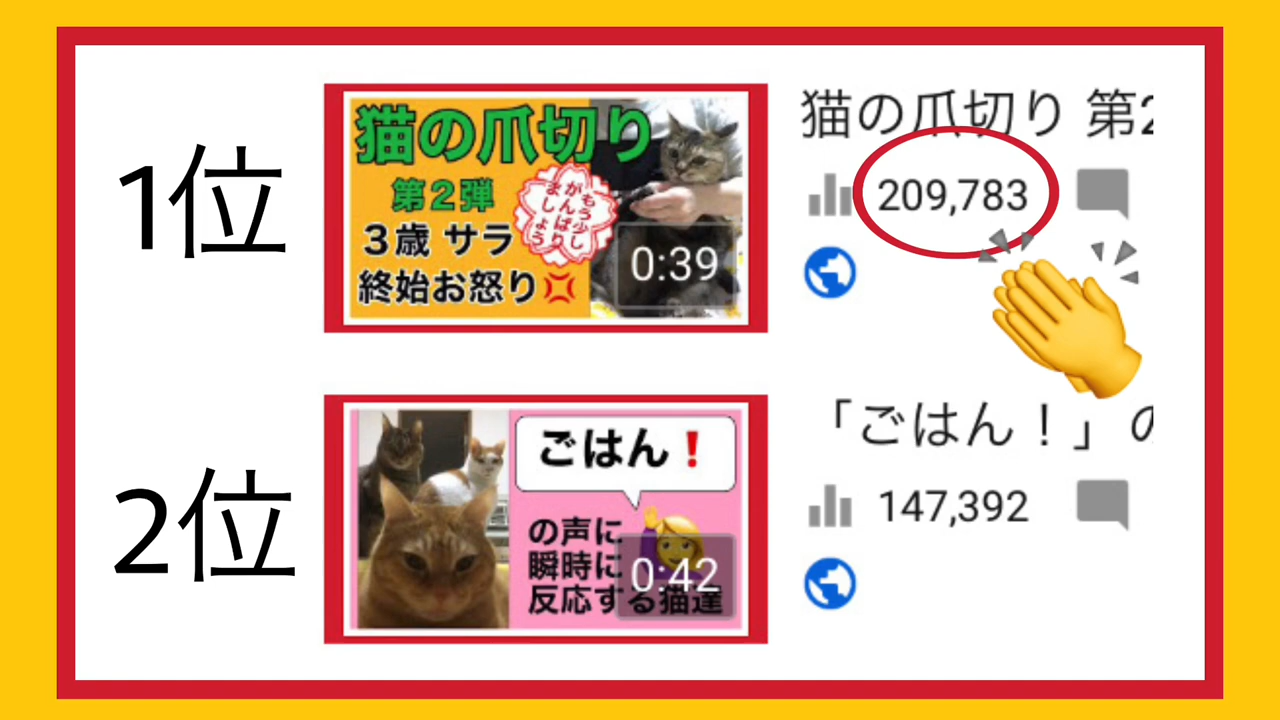 1位
猫の爪切り
第2弾
もう少し
がんばり
ましょう
3歳 サラ
終始お怒り
0:39
猫の爪切り 第2
209,783
2位
ごはん❗
の声に
瞬時に
反応する猫達
0:42
「ごはん！」の
147,392